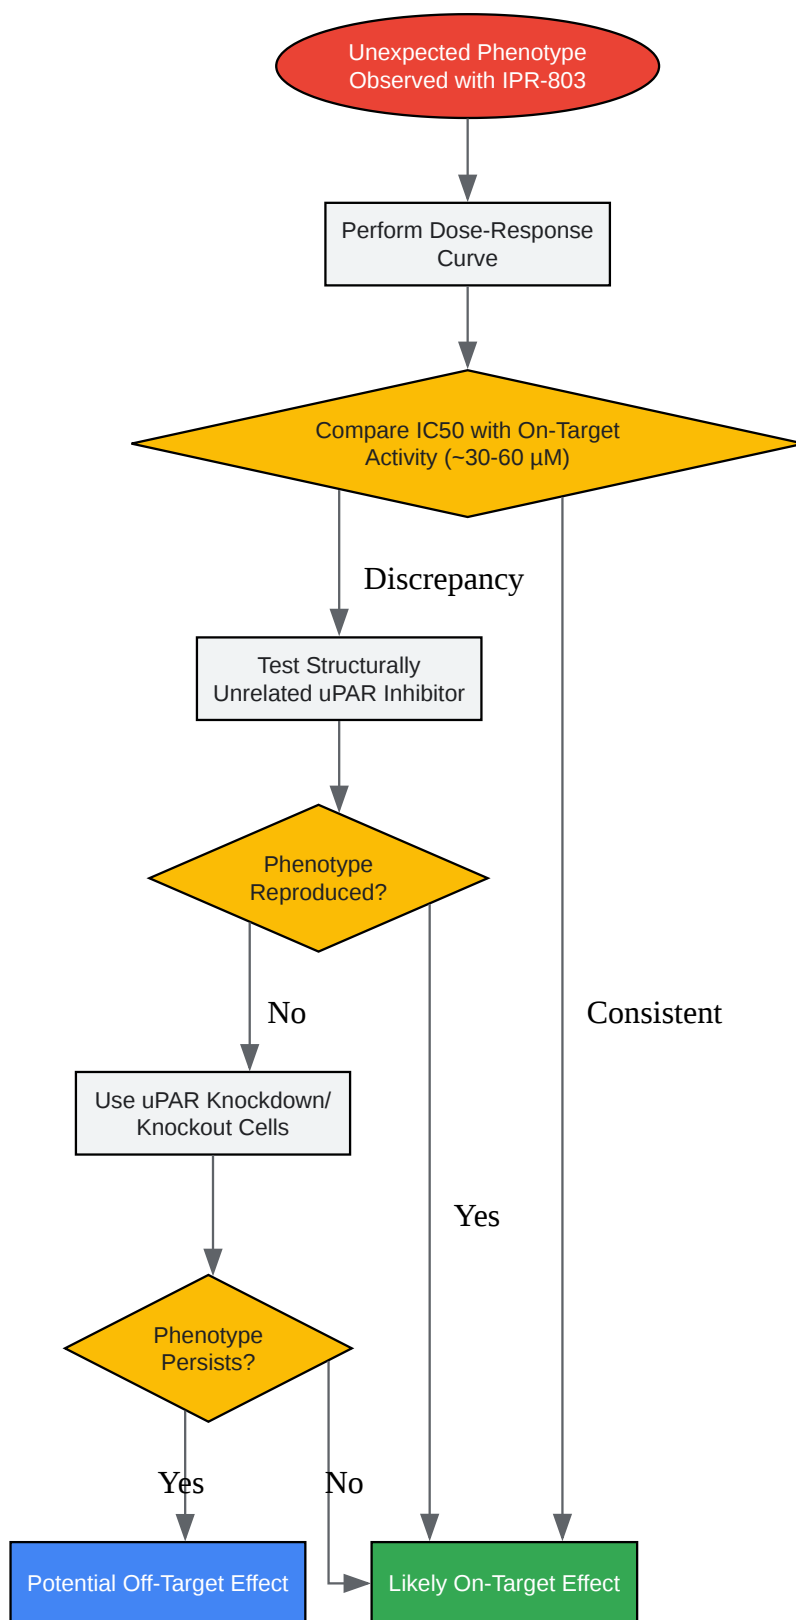 Unexpected Phenotype
Observed with IPR-803
Perform Dose-Response
Curve
Compare IC50 with On-Target
Activity (~30-60 µM)
Discrepancy
Test Structurally
Unrelated uPAR Inhibitor
Phenotype
Reproduced?
No
Consistent
Use uPAR Knockdown/
Knockout Cells
Yes
Phenotype
Persists?
Yes
No
Potential Off-Target Effect
Likely On-Target Effect